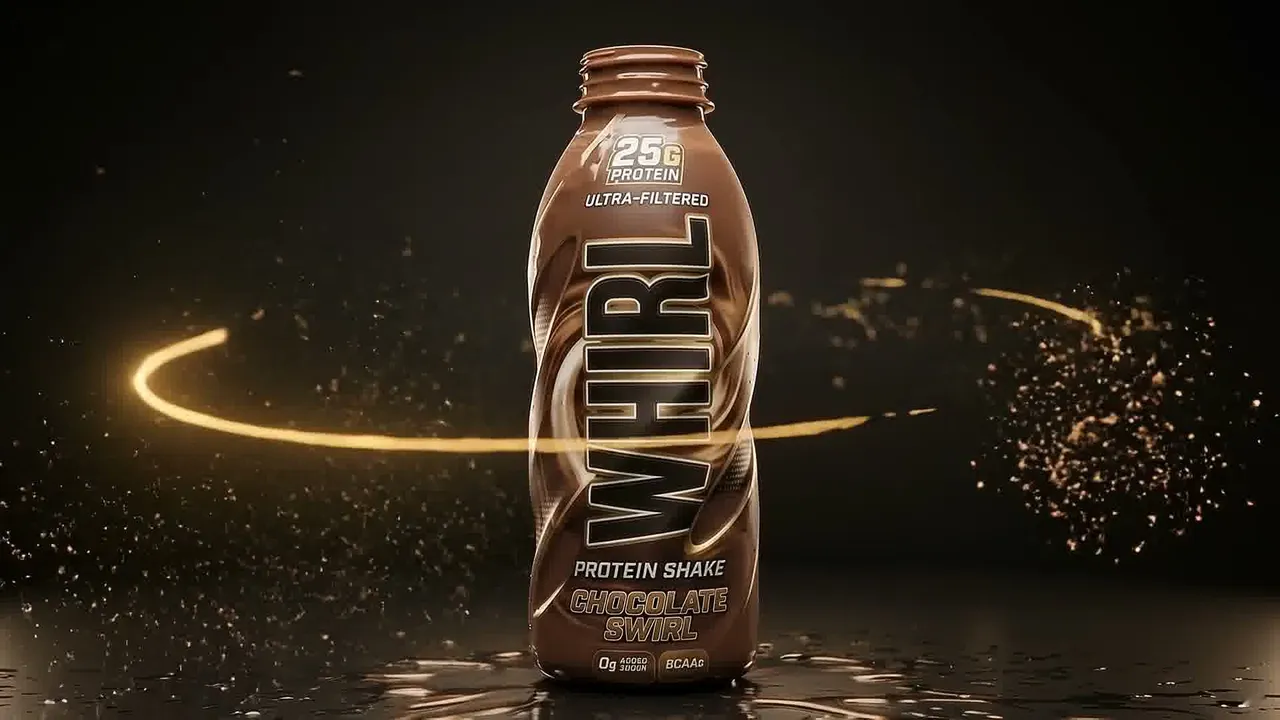 25G
PROTEIN
ULTRA-FILTERED
WHIRL
PROTEIN SHAKE
CHOCOLATE
SWIRL
0g
BCAAs